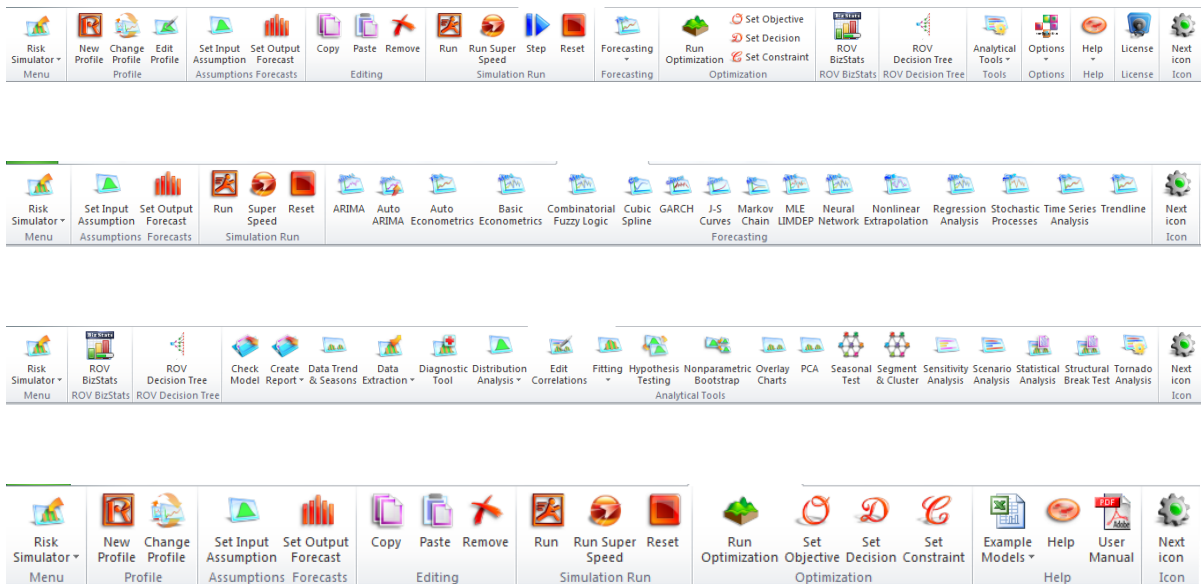 Risk New Change Edit Set Input Set Output Copy Paste Remove Run Run Super Step Reset Forecasting Run Set Objective ROV ROV Analytical Options Help License Next
Simulator Profile Profile Profile Assumption Forecast Speed Optimization Set Decision BizStats Decision Tree Tools icon
Set Constraint
Menu Profile Assumptions Forecasts Editing Simulation Run Forecasting Optimization ROV BizStats ROV Decision Tree Tools Options Help License Icon
Risk Set Input Set Output Run Super Reset ARIMA Auto Auto Basic Combinatorial Cubic GARCH J-S Markov MLE Neural Nonlinear Regression Stochastic Time Series Trendline Next
Simulator Assumption Forecast Speed ARIMA Econometrics Econometrics Fuzzy Logic Spline Curves Chain LIMDEP Network Extrapolation Analysis Processes Analysis icon
Menu Assumptions Forecasts Simulation Run Forecasting Icon
Biz Stats
Risk ROV ROV Check Create Data Trend Data Diagnostic Distribution Edit Fitting Hypothesis Nonparametric Overlay PCA Seasonal Segment Sensitivity Scenario Statistical Structural Tornado Next
Simulator BizStats Decision Tree Model Report & Seasons Extraction Tool Analysis Correlations Testing Bootstrap Charts Test & Cluster Analysis Analysis Analysis Break Test Analysis icon
Menu ROV BizStats ROV Decision Tree Analytical Tools Icon
Risk New Change Set Input Set Output Copy Paste Remove Run Run Super Reset Run Set Set Set Example Help User Next
Simulator Profile Profile Assumption Forecast Speed Optimization Objective Decision Constraint Models Manual icon
Menu Profile Assumptions Forecasts Editing Simulation Run Optimization Help Icon